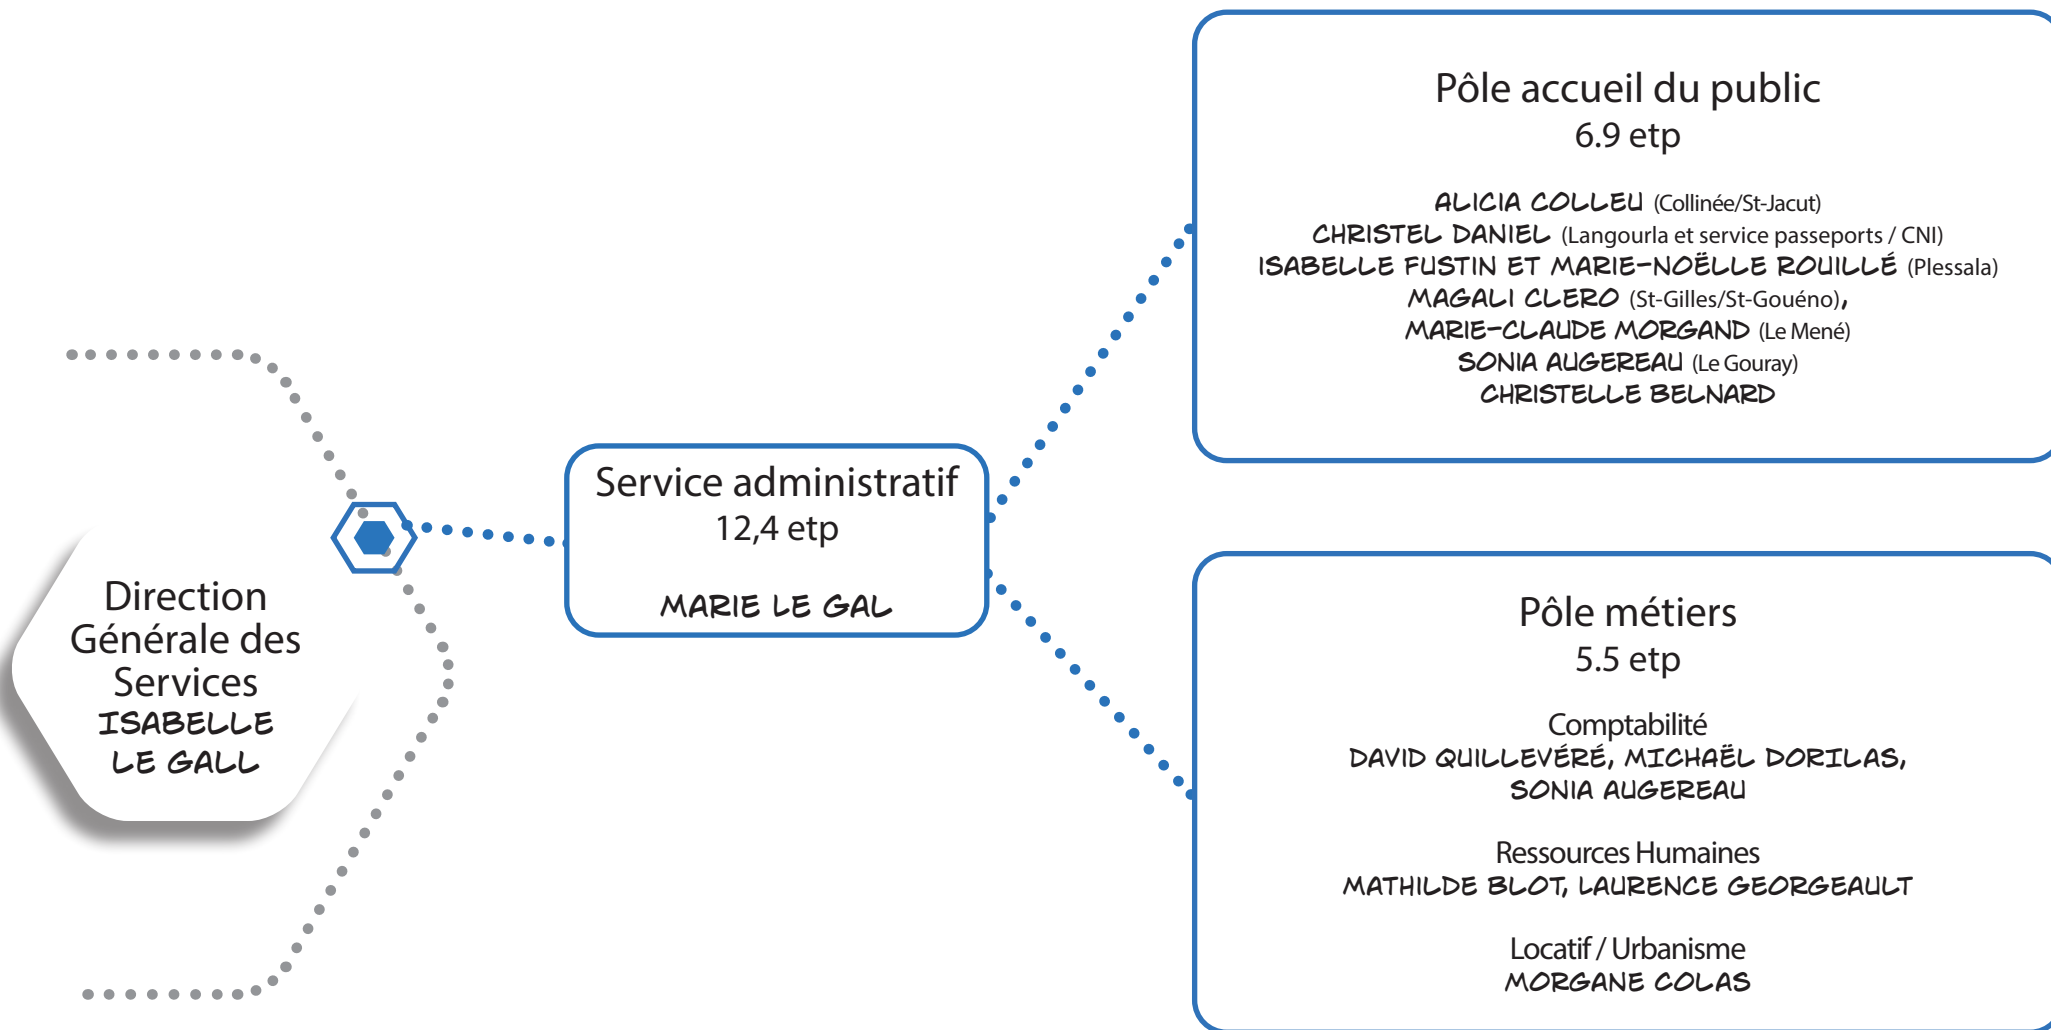 Direction
Générale des
Services
ISABELLE
LE GALL
Service administratif
12,4 etp
MARIE LE GAL
Pôle accueil du public
6.9 etp
ALICIA COLLEU (Collinée/St-Jacut)
CHRISTEL DANIEL (Langourla et service passeports / CNI)
ISABELLE FUSTIN ET MARIE-NOËLLE ROUILLÉ (Plessala)
MAGALI CLERO (St-Gilles/St-Gouéno),
MARIE-CLAUDE MORGAND (Le Mené)
SONIA AUGEREAU (Le Gouray)
CHRISTELLE BELNARD
Pôle métiers
5.5 etp
Comptabilité
DAVID QUILLEVÉRÉ, MICHAËL DORILAS,
SONIA AUGEREAU
Ressources Humaines
MATHILDE BLOT, LAURENCE GEORGEAULT
Locatif / Urbanisme
MORGANE COLAS